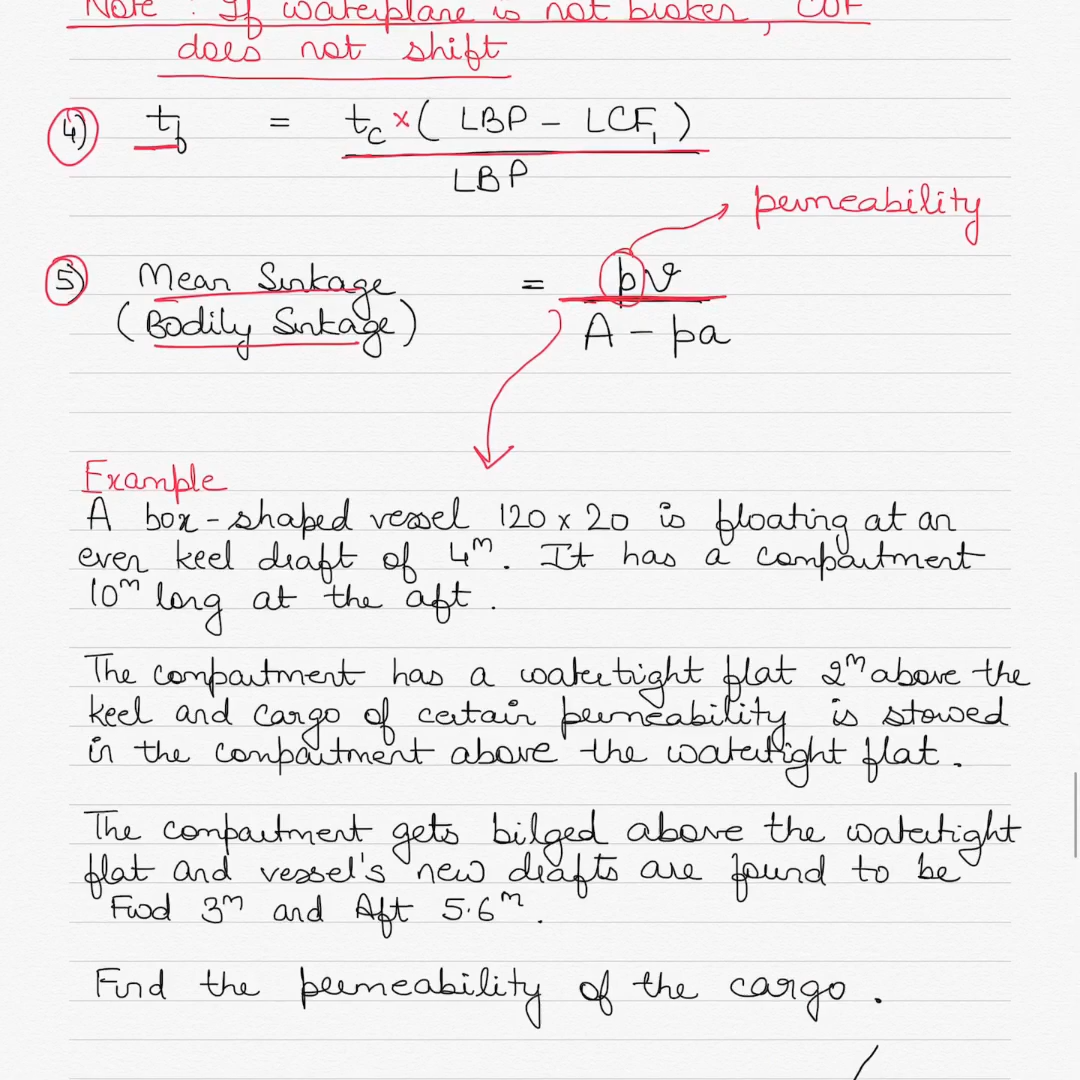 Note : If waterplane is not broken, COF
does not shift
4) tf = tc × ( LBP - LCF1 )
LBP
permeability
5) Mean Sinkage = pv
( Bodily Sinkage ) A - pa
Example
A box-shaped vessel 120 x 20 is floating at an
even keel draft of 4m. It has a compartment
10m long at the aft.
The compartment has a watertight flat 2m above the
keel and cargo of certain permeability is stowed
in the compartment above the watertight flat.
The compartment gets bilged above the watertight
flat and vessel's new drafts are found to be
Fwd 3m and Aft 5.6m.
Find the permeability of the cargo.